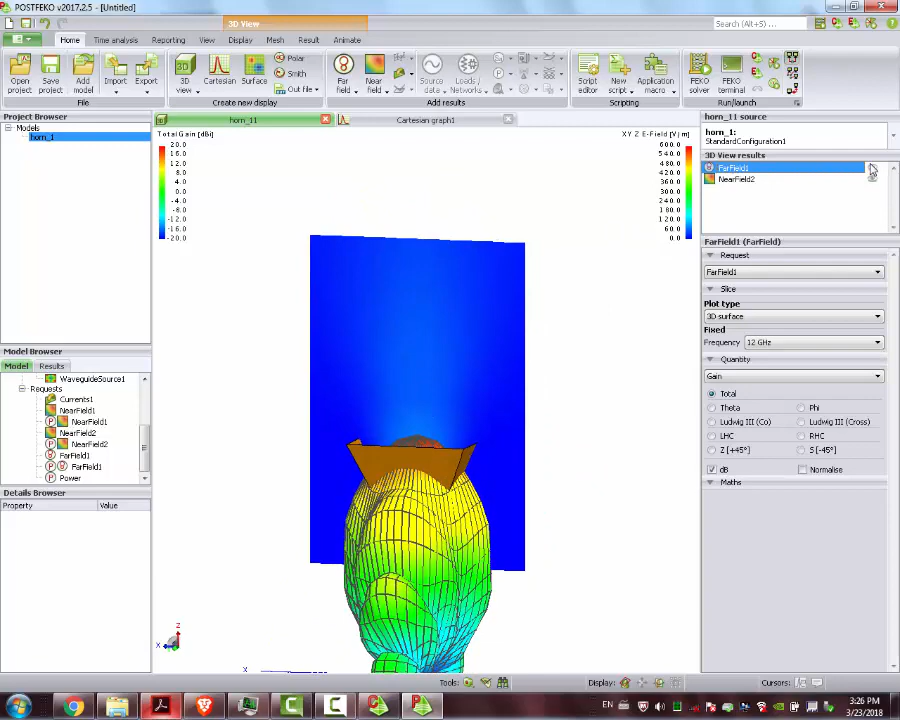 POSTFEKO v2017.2.5 - [Untitled]
3D View
Home Time analysis Reporting View Display Mesh Result Animate
Search (Alt+S) . . .
Open project
Save project
Add model
Import
Export
File
3D view
Cartesian
Surface
Polar
Smith
Out file
Create new display
Far field
Near field
Source data
Loads / Networks
Add results
Script editor
New script
Application macro
Scripting
FEKO solver
FEKO terminal
Run/launch
Project Browser
Models
horn_1
horn_11
Cartesian graph1
Total Gain [dBi]
20.0
16.0
12.0
8.0
4.0
0.0
-4.0
-8.0
-12.0
-16.0
-20.0
XYZ E-Field [V/m]
600.0
540.0
480.0
420.0
360.0
300.0
240.0
180.0
120.0
60.0
0.0
X
Z
X
Model Browser
Model Results
WaveguideSource1
Requests
Currents1
NearField1
NearField1
NearField2
NearField2
FarField1
FarField1
Power
Details Browser
Property Value
horn_11 source
horn_1:
StandardConfiguration1
3D View results
FarField1
NearField2
FarField1 (FarField)
Request
FarField1
Slice
Plot type
3D surface
Fixed
Frequency 12 GHz
Quantity
Gain
Total
Theta Phi
Ludwig III (Co) Ludwig III (Cross)
LHC RHC
Z [+45°] S [-45°]
dB Normalise
Maths
Tools: Display: Cursors:
EN
3:26 PM
3/23/2018